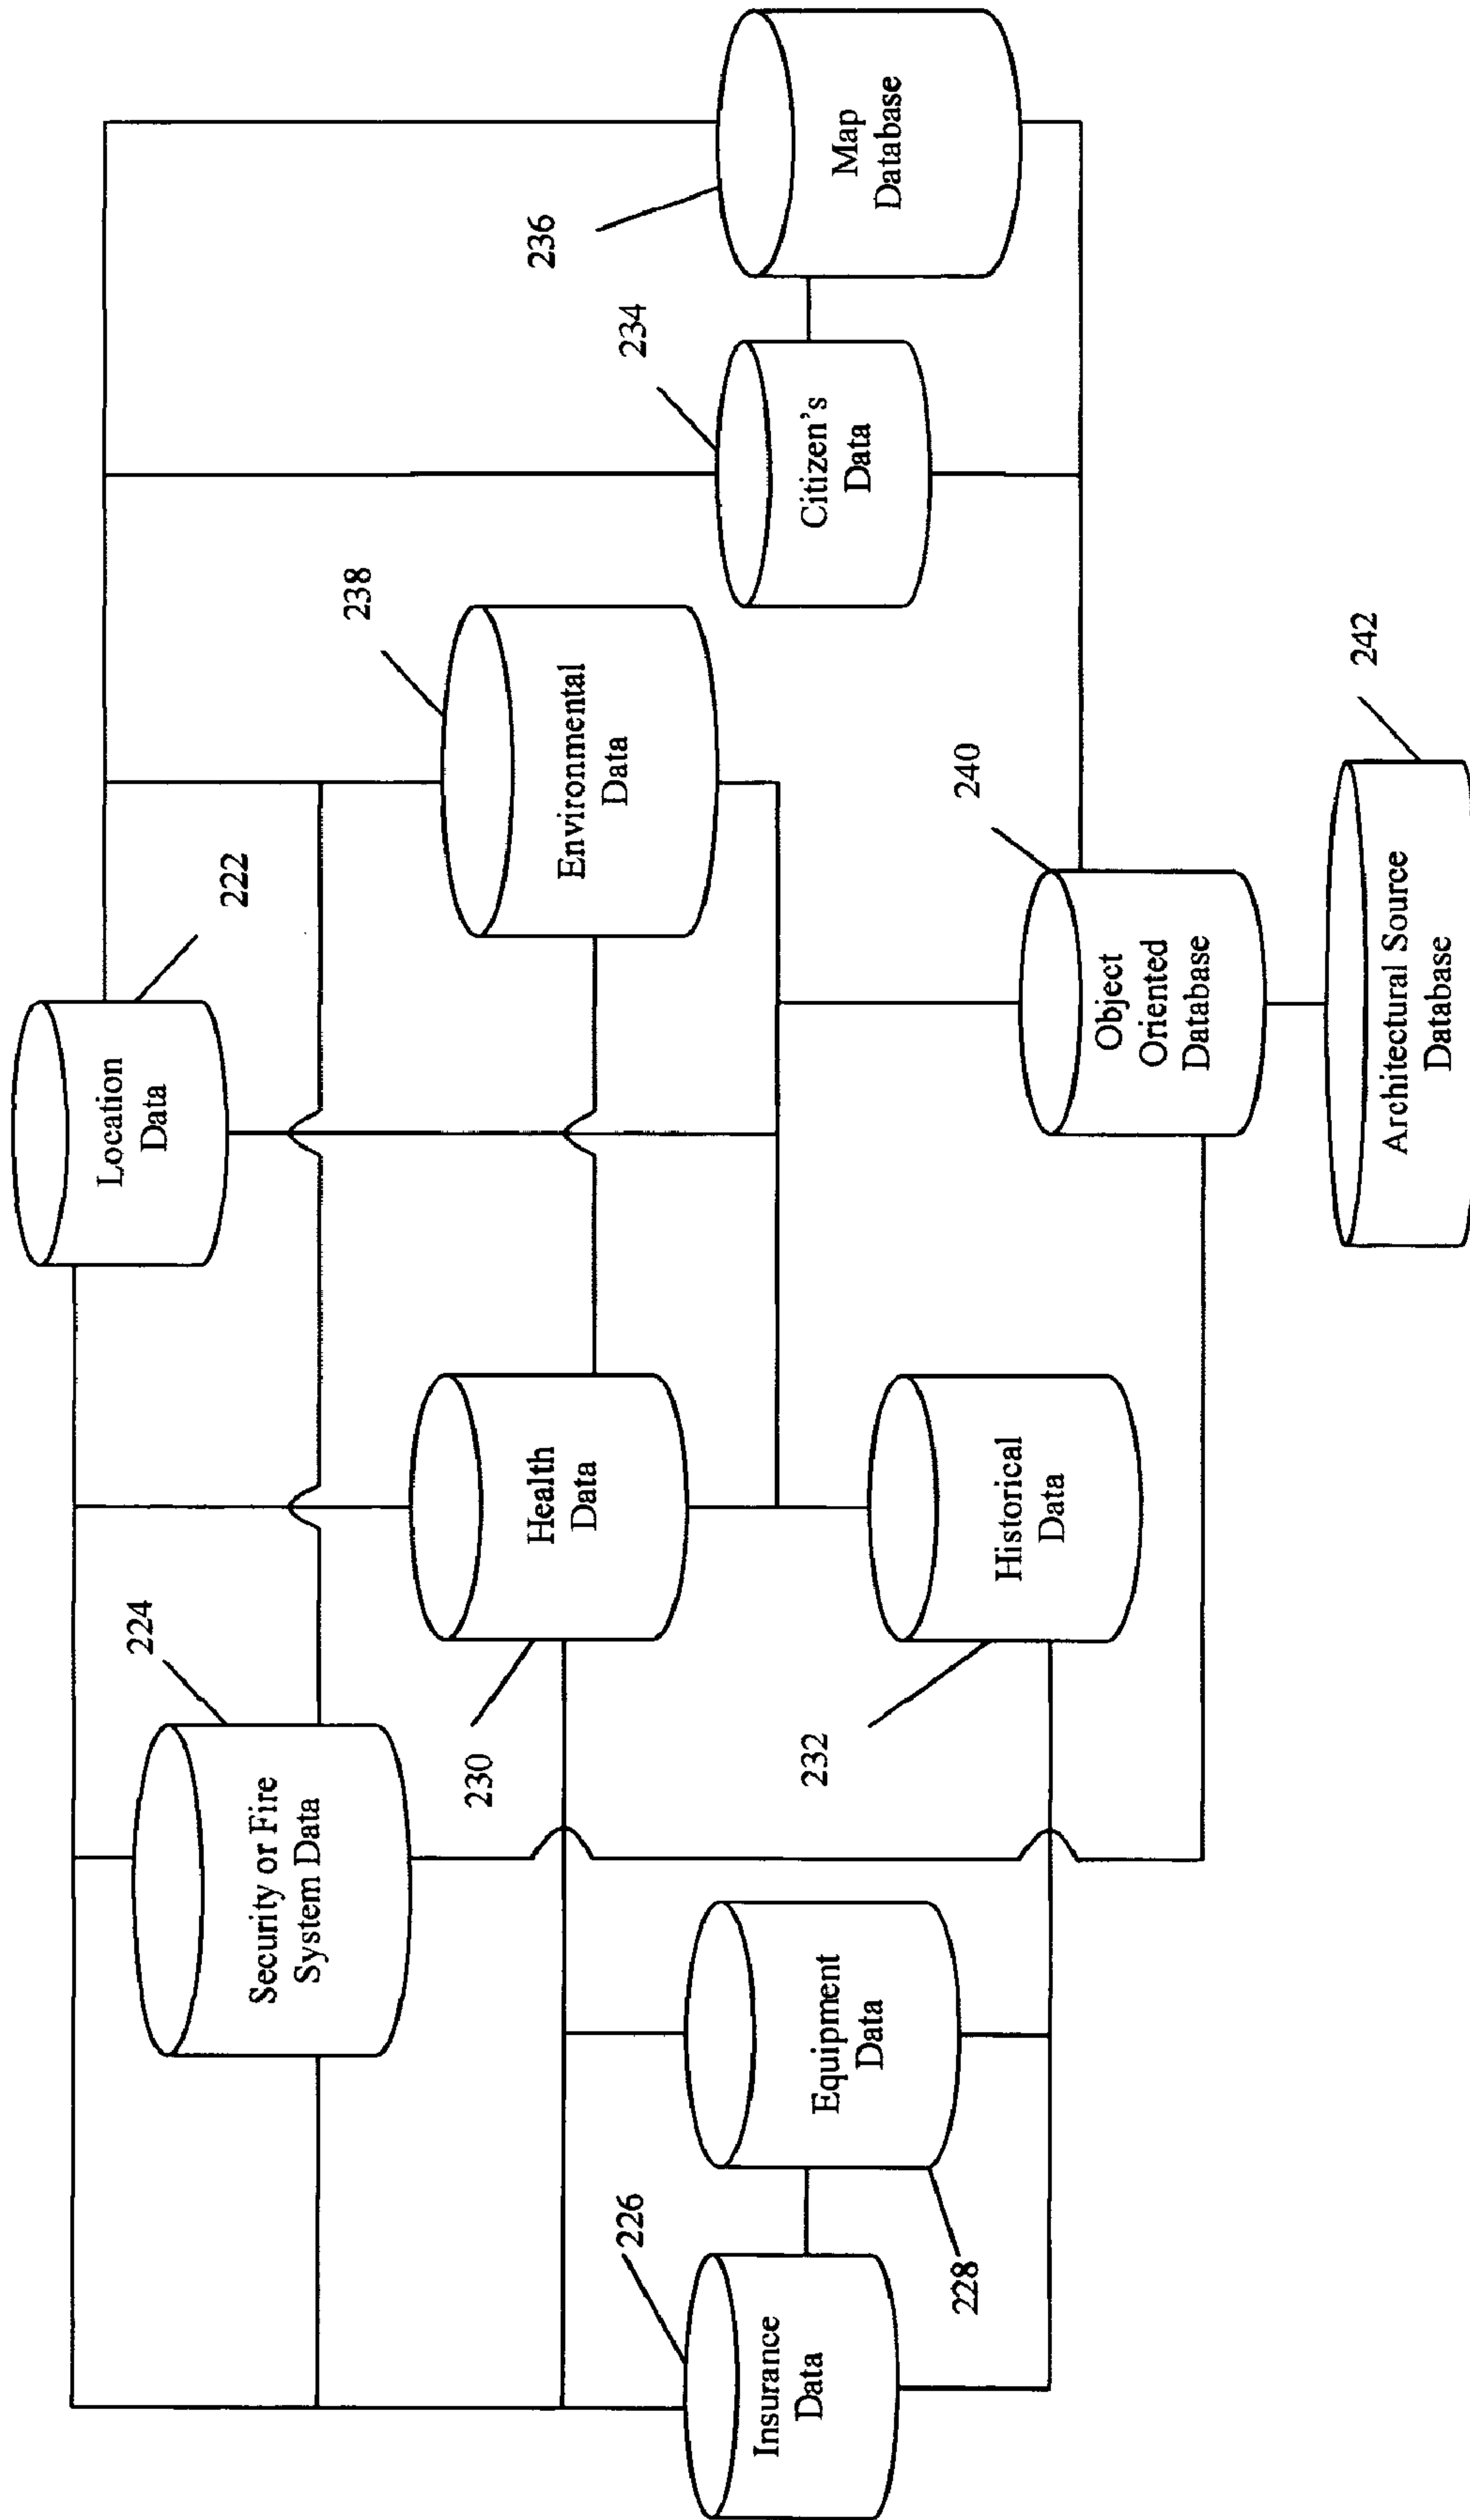 Location
Data
222
Security or Fire
System Data
224
Environmental
Data
238
Health
Data
230
Insurance
Data
226
Equipment
Data
228
Citizen's
Data
234
Map
Database
236
Historical
Data
232
Object
Oriented
Database
240
Architectural Source
Database
242